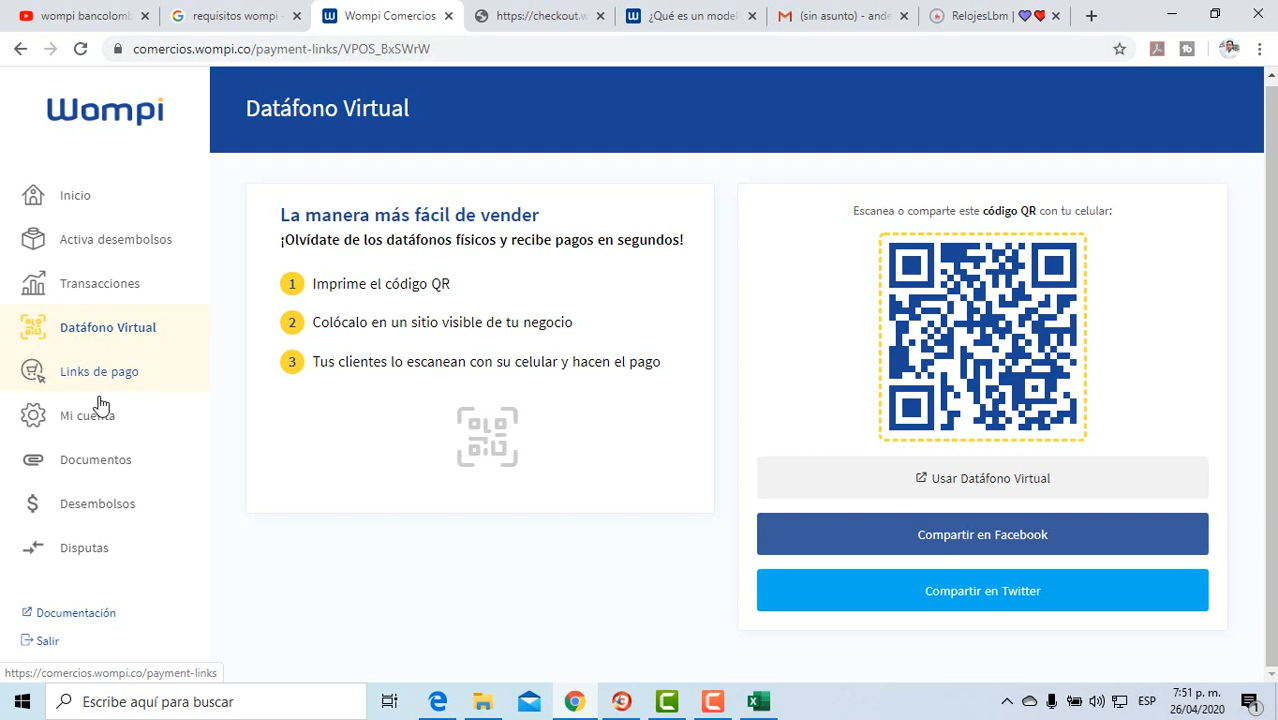 wompi bancolomb
requisitos wompi -
Wompi Comercios
https://checkout.w
¿Qué es un model
(sin asunto) - ande
RelojesLbm | 💜❤
comercios.wompi.co/payment-links/VPOS_BxSWrW
Wompi
Inicio
Activa desembolsos
Transacciones
Datáfono Virtual
Links de pago
Mi cuenta
Documentos
Desembolsos
Disputas
Documentación
Salir
https://comercios.wompi.co/payment-links
Datáfono Virtual
La manera más fácil de vender
¡Olvídate de los datáfonos físicos y recibe pagos en segundos!
1 Imprime el código QR
2 Colócalo en un sitio visible de tu negocio
3 Tus clientes lo escanean con su celular y hacen el pago
Escanea o comparte este código QR con tu celular:
Usar Datáfono Virtual
Compartir en Facebook
Compartir en Twitter
Escribe aquí para buscar
ESP
7:51 p. m.
26/04/2020
1